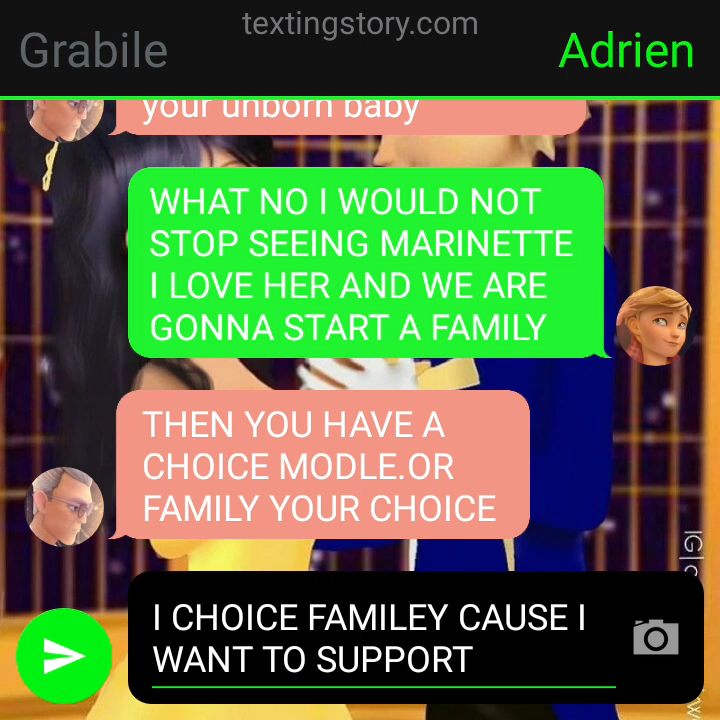 textingstory.com
Grabile
Adrien
your unborn baby
WHAT NO I WOULD NOT
STOP SEEING MARINETTE
I LOVE HER AND WE ARE
GONNA START A FAMILY
THEN YOU HAVE A
CHOICE MODLE.OR
FAMILY YOUR CHOICE
IG|
I CHOICE FAMILEY CAUSE I
WANT TO SUPPORT